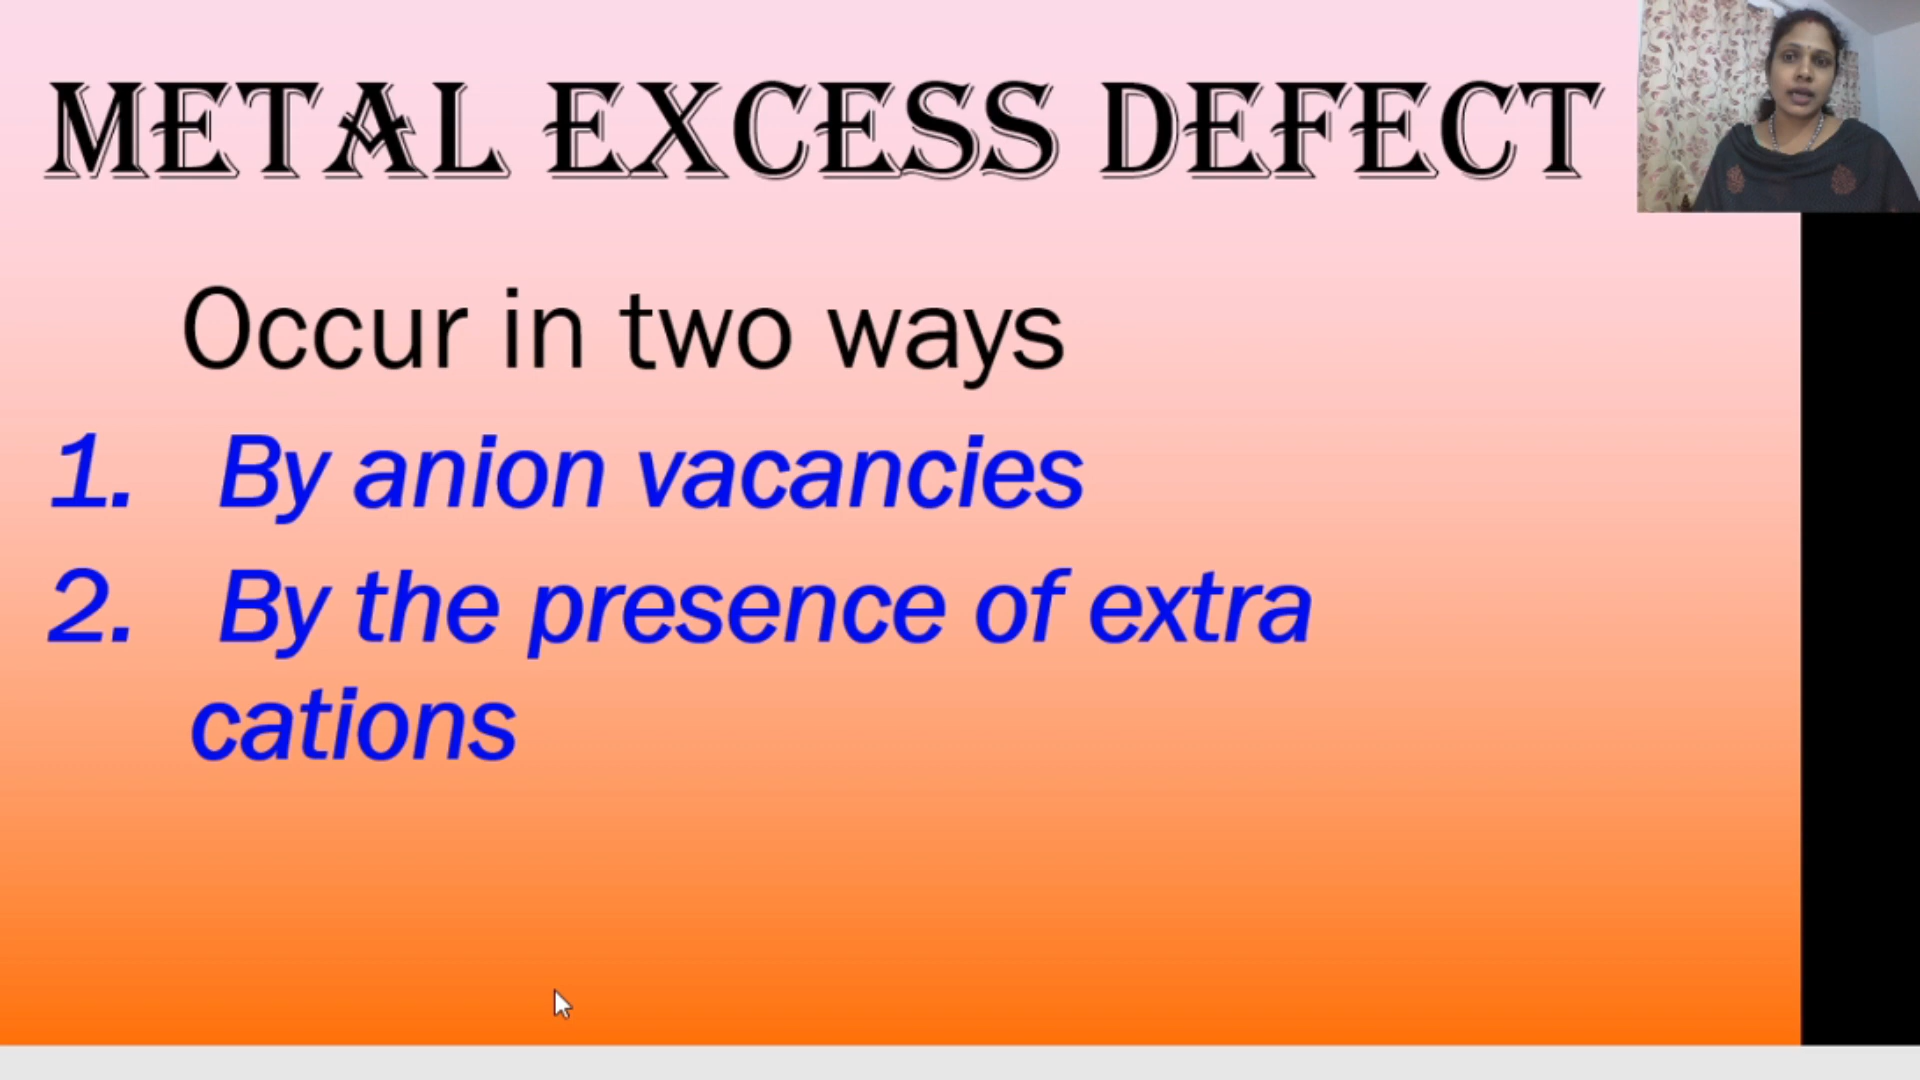 METAL EXCESS DEFECT
Occur in two ways
1. By anion vacancies
2. By the presence of extra
cations